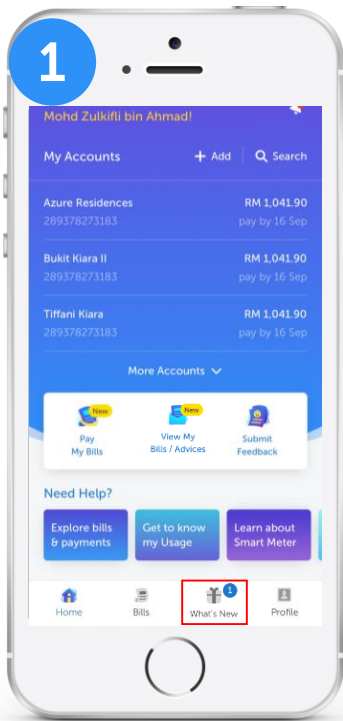 1
Mohd Zulkifli bin Ahmad!
My Accounts + Add Search
Azure Residences RM 1,041.90
289378273183 pay by 16 Sep
Bukit Kiara II RM 1,041.90
289378273183 pay by 16 Sep
Tiffani Kiara RM 1,041.90
289378273183 pay by 16 Sep
More Accounts
New New
Pay
My Bills
View My
Bills / Advices
Submit
Feedback
Need Help?
Explore bills
& payments
Get to know
my Usage
Learn about
Smart Meter
1
Home Bills What's New Profile